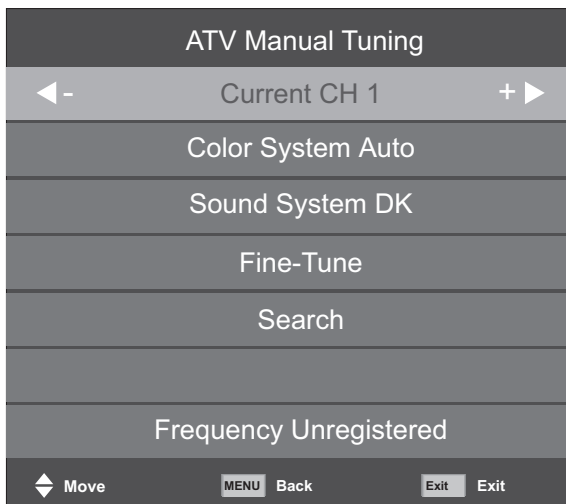 ATV Manual Tuning
- Current CH 1 +
Color System Auto
Sound System DK
Fine-Tune
Search
Frequency Unregistered
Move MENU Back Exit Exit